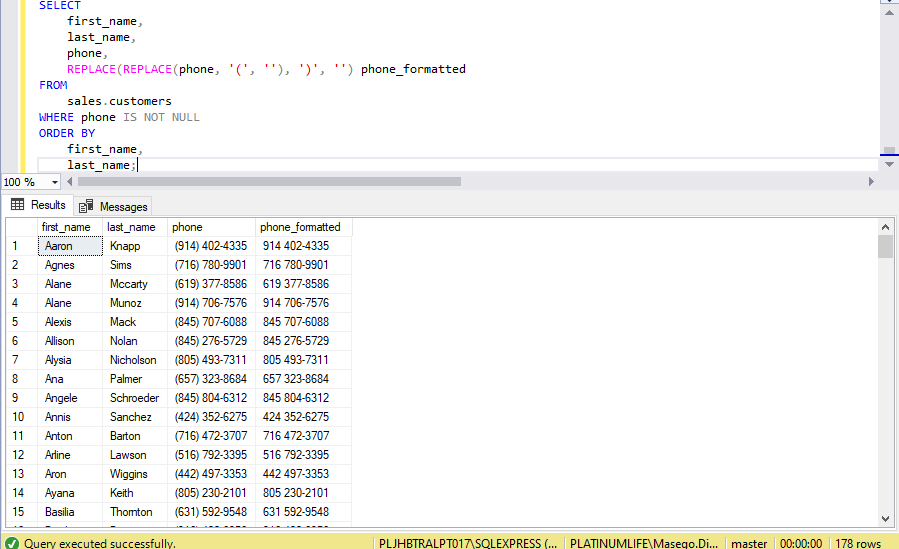 SELECT
first_name,
last_name,
phone,
REPLACE(REPLACE(phone, '(', ''), ')', '') phone_formatted
FROM
sales.customers
WHERE phone IS NOT NULL
ORDER BY
first_name,
last_name;
100 %
Results Messages
first_name last_name phone phone_formatted
1 Aaron Knapp (914) 402-4335 914 402-4335
2 Agnes Sims (716) 780-9901 716 780-9901
3 Alane Mccarty (619) 377-8586 619 377-8586
4 Alane Munoz (914) 706-7576 914 706-7576
5 Alexis Mack (845) 707-6088 845 707-6088
6 Allison Nolan (845) 276-5729 845 276-5729
7 Alysia Nicholson (805) 493-7311 805 493-7311
8 Ana Palmer (657) 323-8684 657 323-8684
9 Angele Schroeder (845) 804-6312 845 804-6312
10 Annis Sanchez (424) 352-6275 424 352-6275
11 Anton Barton (716) 472-3707 716 472-3707
12 Arline Lawson (516) 792-3395 516 792-3395
13 Aron Wiggins (442) 497-3353 442 497-3353
14 Ayana Keith (805) 230-2101 805 230-2101
15 Basilia Thornton (631) 592-9548 631 592-9548
Query executed successfully. PLJHBTRALPT017\SQLEXPRESS (... PLATINUMLIFE\Masego.Di... master 00:00:00 178 rows